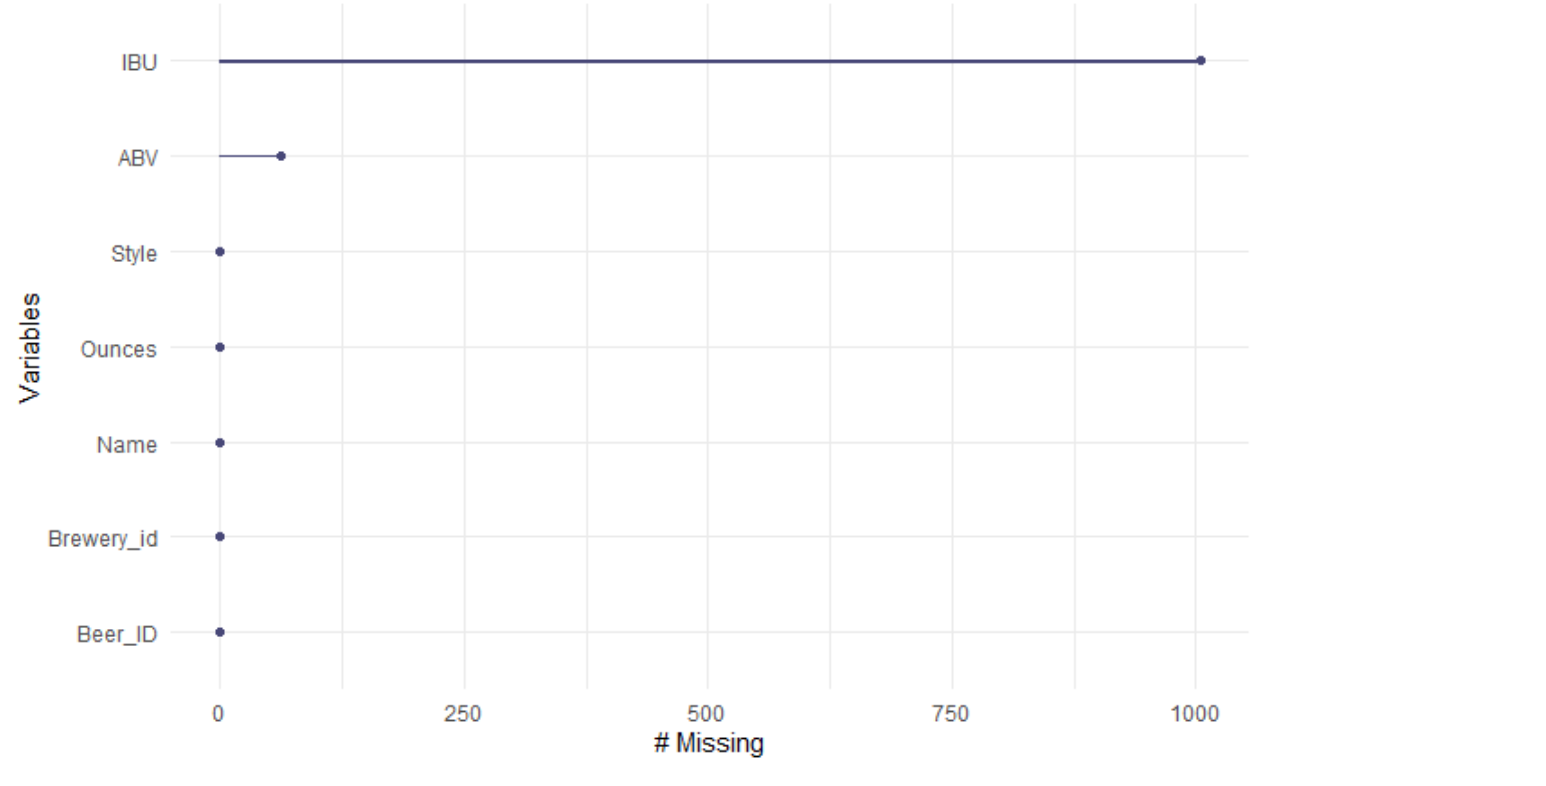 IBU
ABV
Style
Ounces
Name
Brewery_id
Beer_ID
Variables
0 250 500 750 1000
# Missing